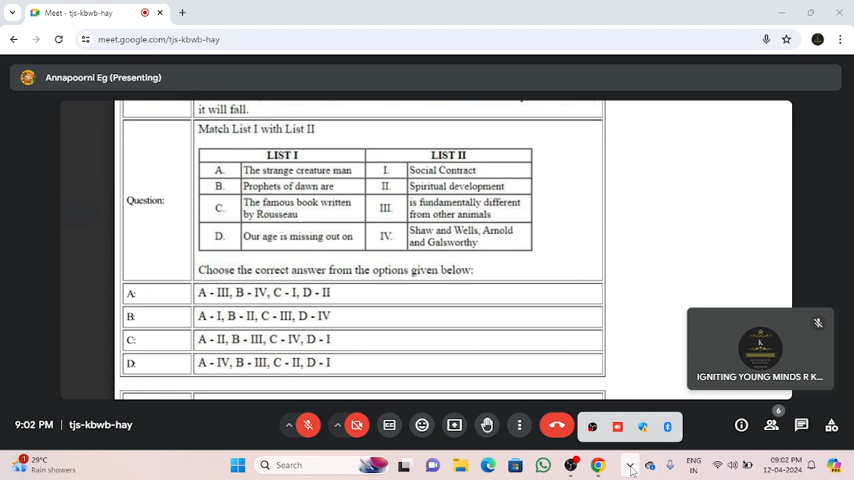 Meet - tjs-kbwb-hay
meet.google.com/tjs-kbwb-hay
Annapoorni Eg (Presenting)
it will fall.
Question:
Match List I with List II
LIST I LIST II
A. The strange creature man I. Social Contract
B. Prophets of dawn are II. Spiritual development
C. The famous book written by Rousseau III. is fundamentally different from other animals
D. Our age is missing out on IV. Shaw and Wells, Arnold and Galsworthy
Choose the correct answer from the options given below:
A: A - III, B - IV, C - I, D - II
B: A - I, B - II, C - III, D - IV
C: A - II, B - III, C - IV, D - I
D: A - IV, B - III, C - II, D - I
K
IGNITING YOUNG MINDS R K...
9:02 PM | tjs-kbwb-hay
6
29°C
Rain showers
Search
ENG
IN
09:02 PM
12-04-2024